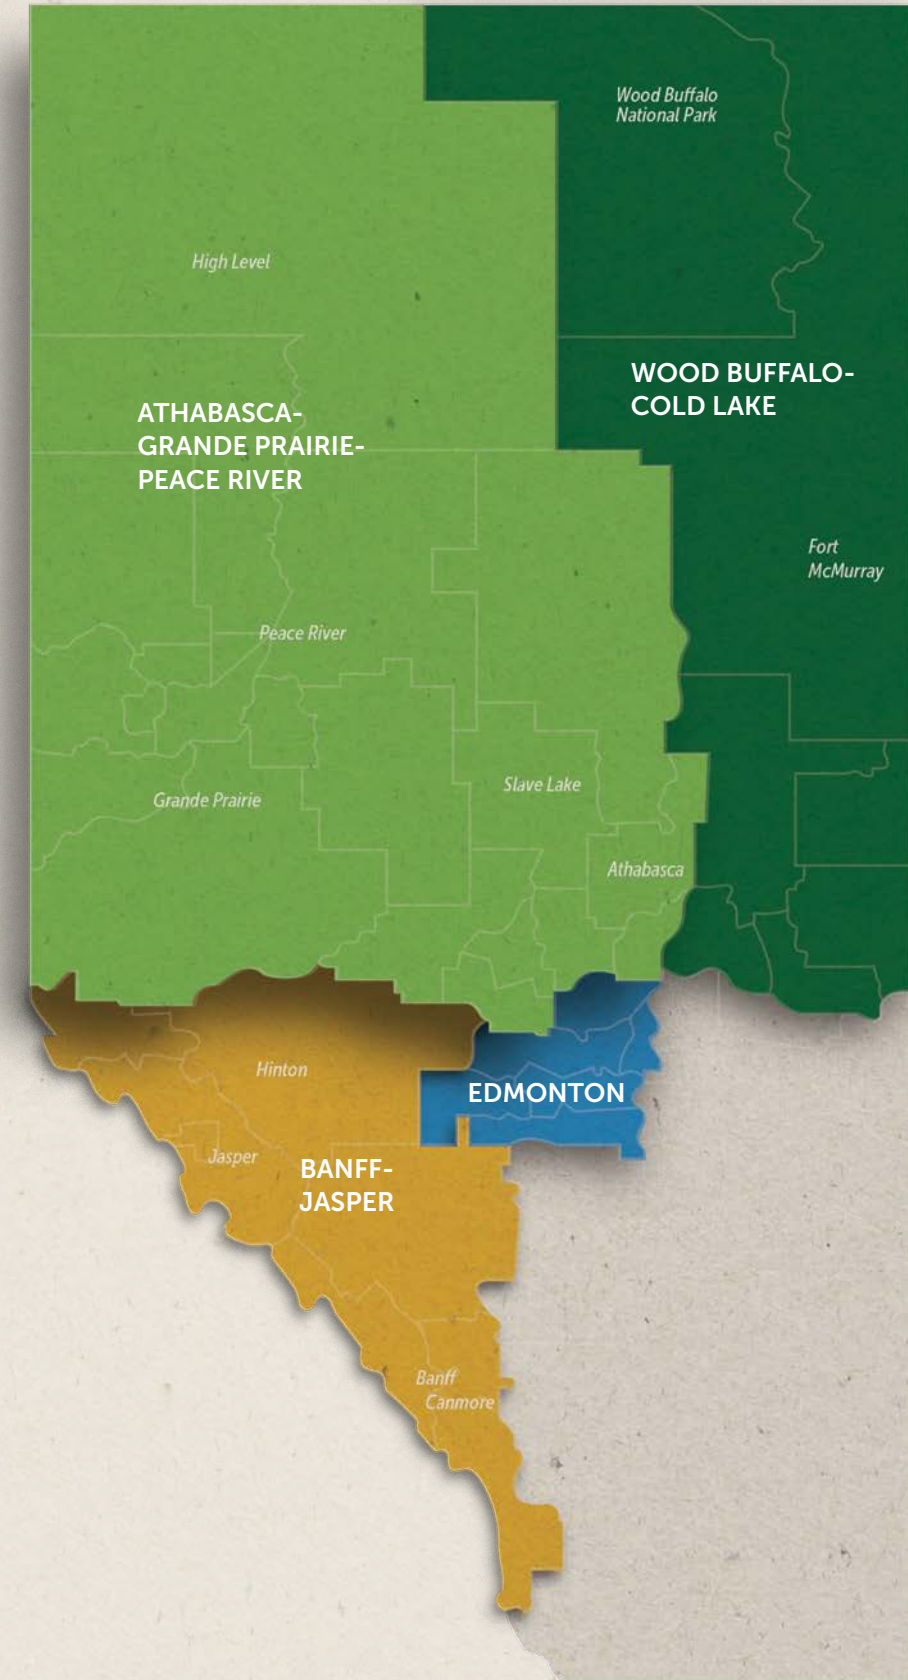 Wood Buffalo
National Park
High Level
WOOD BUFFALO-
COLD LAKE
ATHABASCA-
GRANDE PRAIRIE-
PEACE RIVER
Fort
McMurray
Peace River
Slave Lake
Grande Prairie
Athabasca
Hinton
EDMONTON
Jasper
BANFF-
JASPER
Banff
Canmore